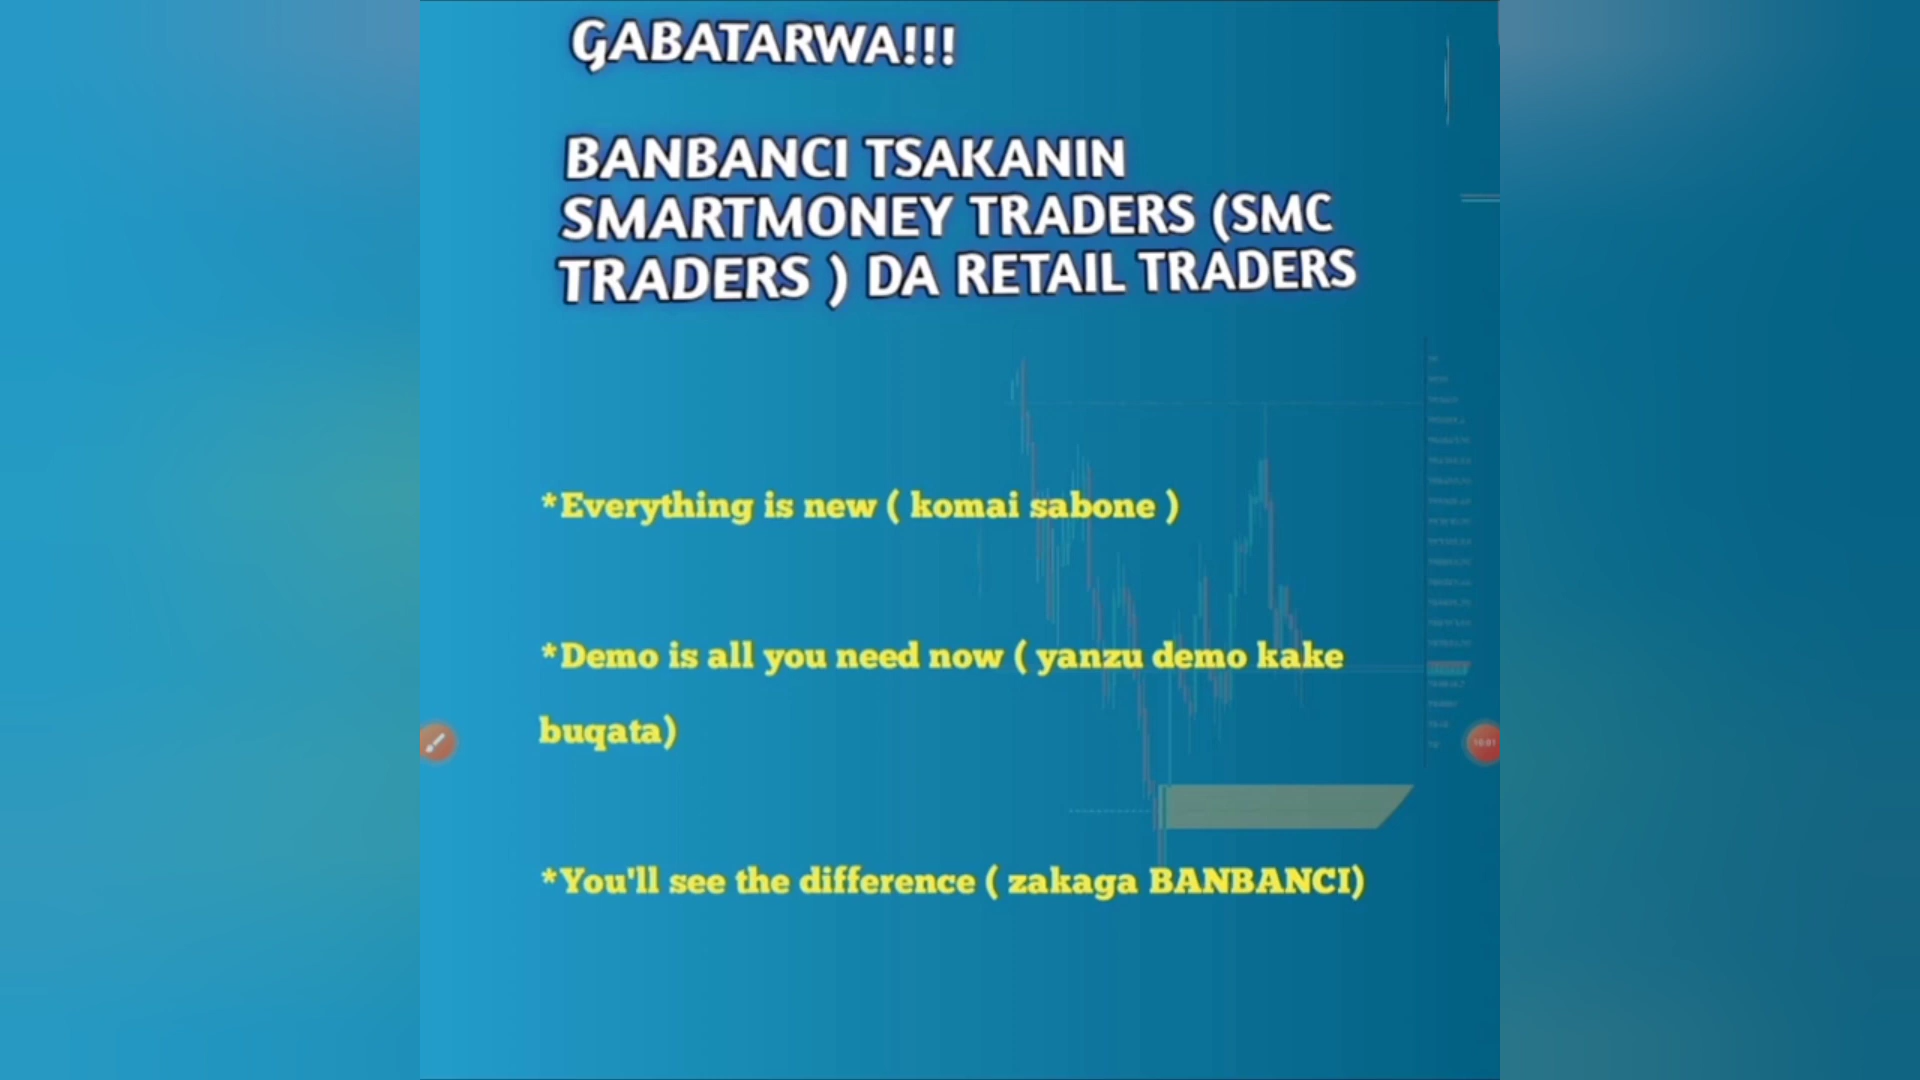 GABATARWA!!!
BANBANCI TSAKANIN
SMARTMONEY TRADERS (SMC
TRADERS ) DA RETAIL TRADERS
*Everything is new ( komai sabone )
*Demo is all you need now ( yanzu demo kake
buqata)
*You'll see the difference ( zakaga BANBANCI)